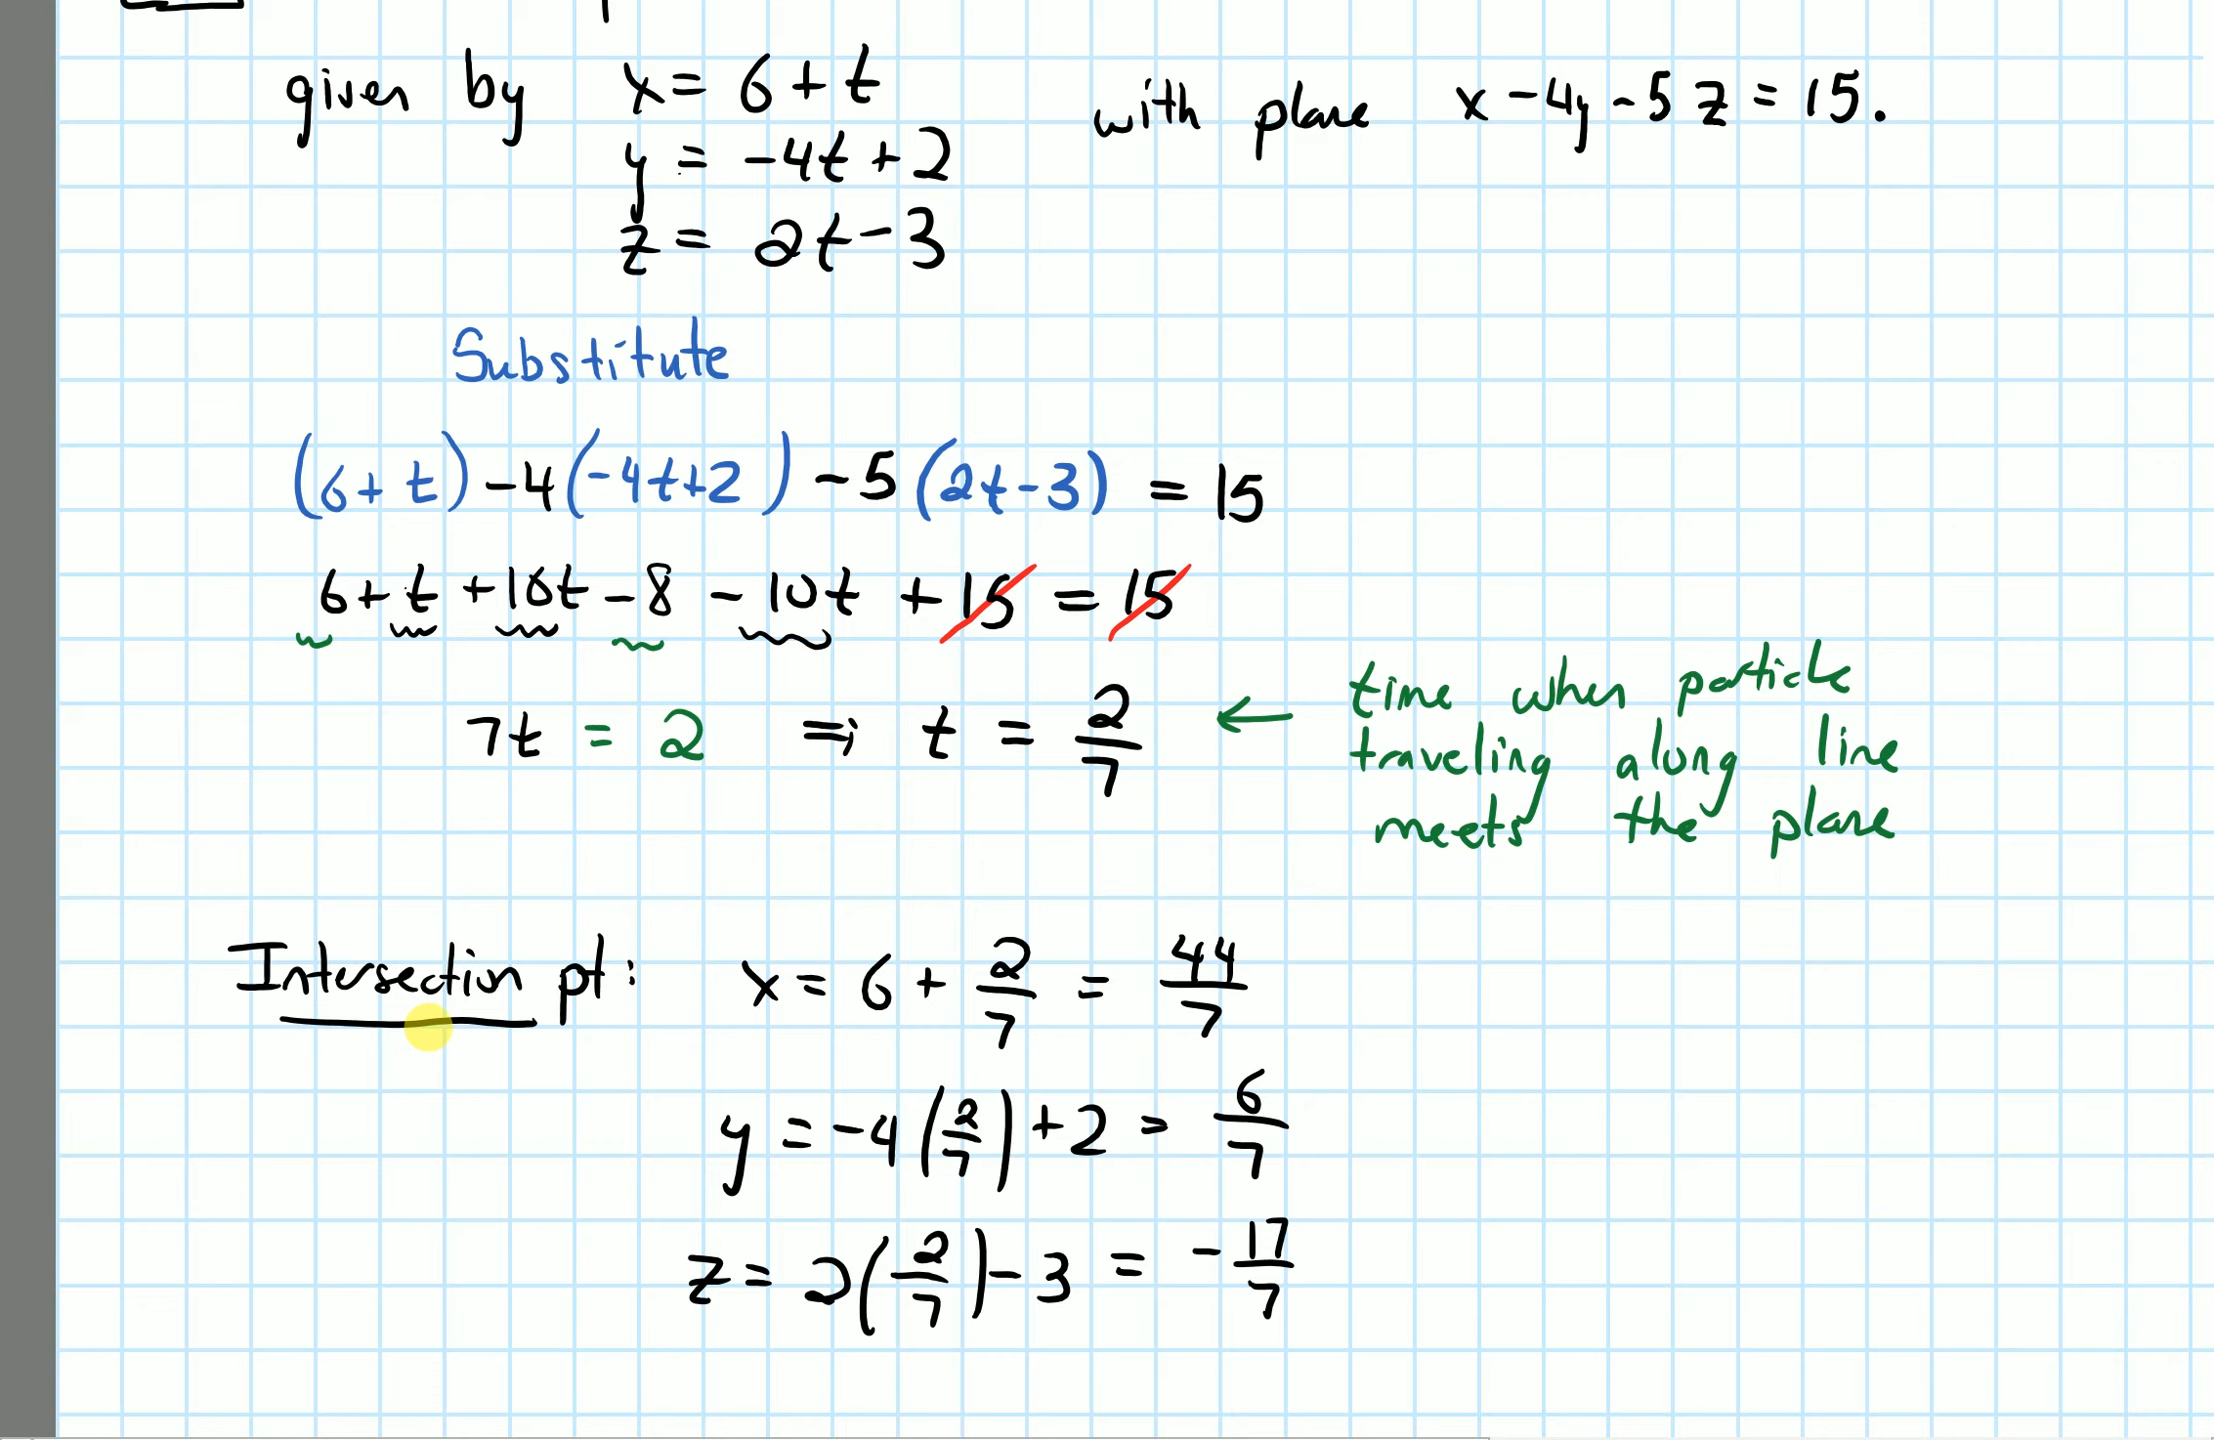 given by x = 6 + t with plane x - 4y - 5z = 15.
y = -4t + 2
z = 2t - 3
Substitute
(6 + t) - 4(-4t+2) - 5(2t-3) = 15
6 + t + 16t - 8 - 10t + 15 = 15
7t = 2 ⇒ t = 2/7 ← time when particle
traveling along line
meets the plane
Intersection pt: x = 6 + 2/7 = 44/7
y = -4(2/7) + 2 = 6/7
z = 2(2/7) - 3 = -17/7